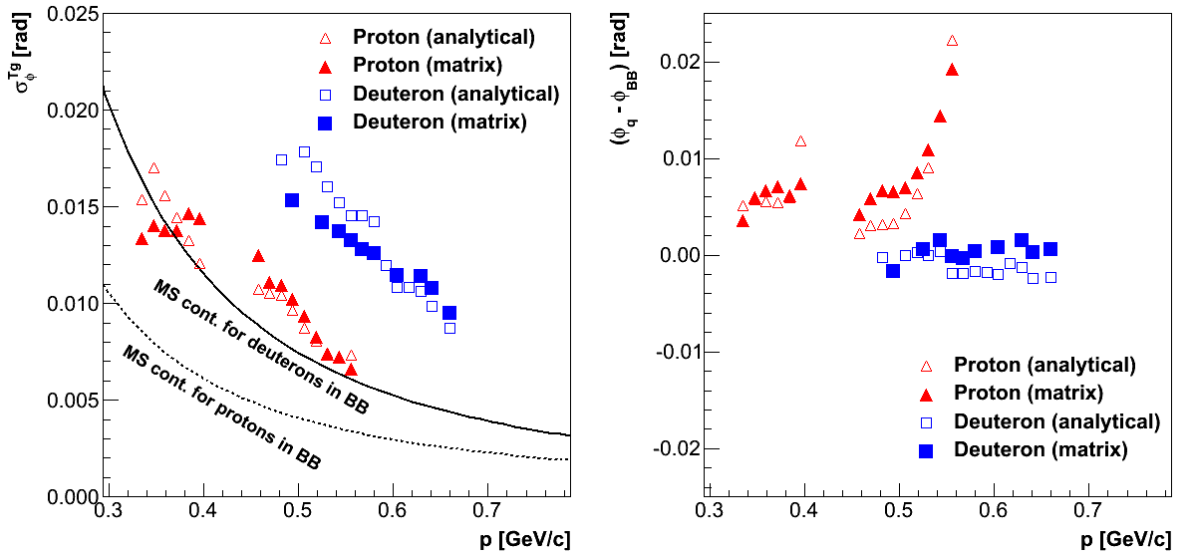 σ_ϕ^Tg [rad]
0.025
0.020
0.015
0.010
0.005
0.000
Proton (analytical)
Proton (matrix)
Deuteron (analytical)
Deuteron (matrix)
MS cont. for deuterons in BB
MS cont. for protons in BB
0.3 0.4 0.5 0.6 0.7
p [GeV/c]
(ϕ_q - ϕ_BB) [rad]
0.02
0.01
0.00
-0.01
-0.02
Proton (analytical)
Proton (matrix)
Deuteron (analytical)
Deuteron (matrix)
0.3 0.4 0.5 0.6 0.7
p [GeV/c]